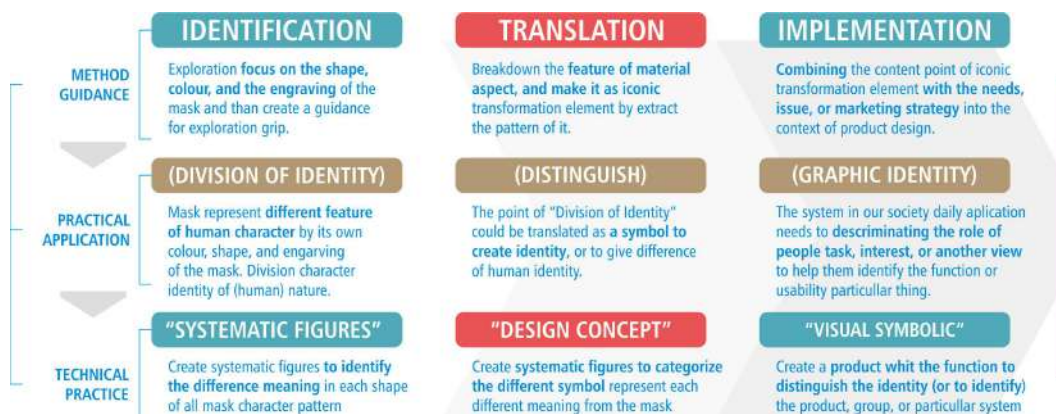 IDENTIFICATION
TRANSLATION
IMPLEMENTATION
METHOD
GUIDANCE
Exploration focus on the shape,
colour, and the engraving of the
mask and than create a guidance
for exploration grip.
Breakdown the feature of material
aspect, and make it as iconic
transformation element by extract
the pattern of it.
Combining the content point of iconic
transformation element with the needs,
issue, or marketing strategy into the
context of product design.
(DIVISION OF IDENTITY)
(DISTINGUISH)
(GRAPHIC IDENTITY)
PRACTICAL
APPLICATION
Mask represent different feature
of human character by its own
colour, shape, and engarving
of the mask. Division character
identity of (human) nature.
The point of "Division of Identity"
could be translated as a symbol to
create identity, or to give difference
of human identity.
The system in our society daily aplication
needs to descriminating the role of
people task, interest, or another view
to help them identify the function or
usability particullar thing.
"SYSTEMATIC FIGURES"
"DESIGN CONCEPT"
"VISUAL SYMBOLIC"
TECHNICAL
PRACTICE
Create systematic figures to identify
the difference meaning in each shape
of all mask character pattern
Create systematic figures to categorize
the different symbol represent each
different meaning from the mask
Create a product whit the function to
distinguish the identity (or to identify)
the product, group, or particullar system